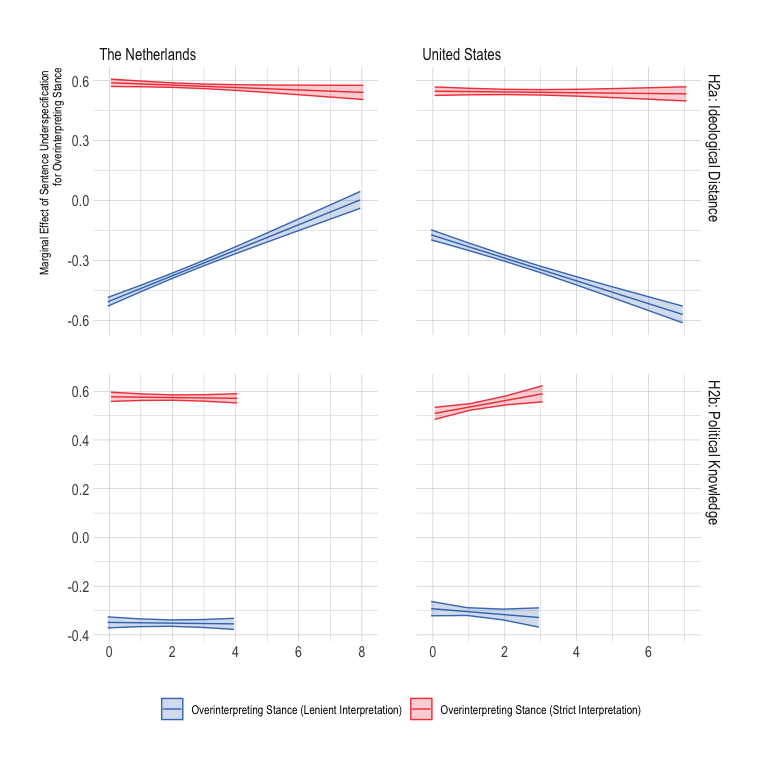 The Netherlands
United States
Marginal Effect of Sentence Underspecification
for Overinterpreting Stance
0.6
0.3
0.0
-0.3
-0.6
H2a: Ideological Distance
0.6
0.4
0.2
0.0
-0.2
-0.4
H2b: Political Knowledge
0 2 4 6 8
0 2 4 6
Overinterpreting Stance (Lenient Interpretation)
Overinterpreting Stance (Strict Interpretation)